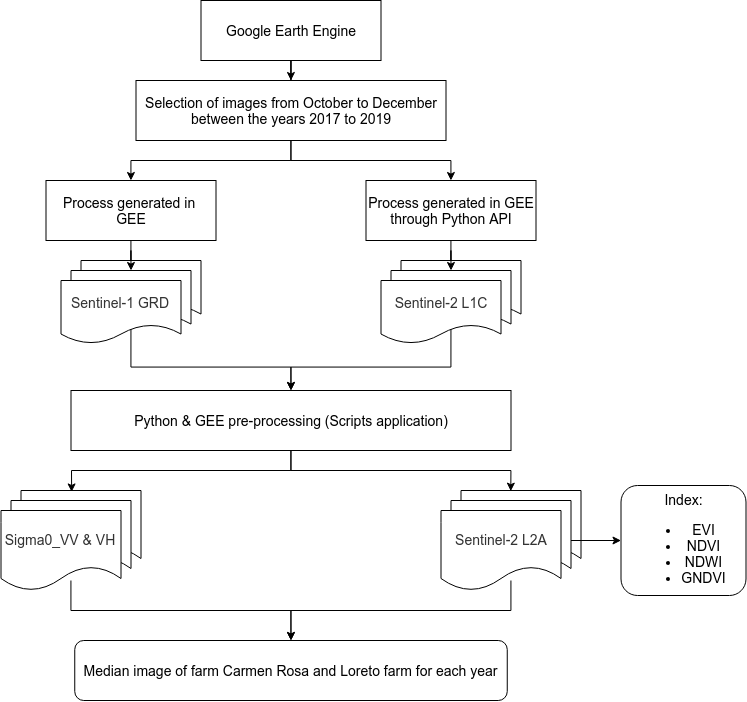 Google Earth Engine
Selection of images from October to December
between the years 2017 to 2019
Process generated in
GEE
Process generated in GEE
through Python API
Sentinel-1 GRD
Sentinel-2 L1C
Python & GEE pre-processing (Scripts application)
Sigma0_VV & VH
Sentinel-2 L2A
Index:
• EVI
• NDVI
• NDWI
• GNDVI
Median image of farm Carmen Rosa and Loreto farm for each year